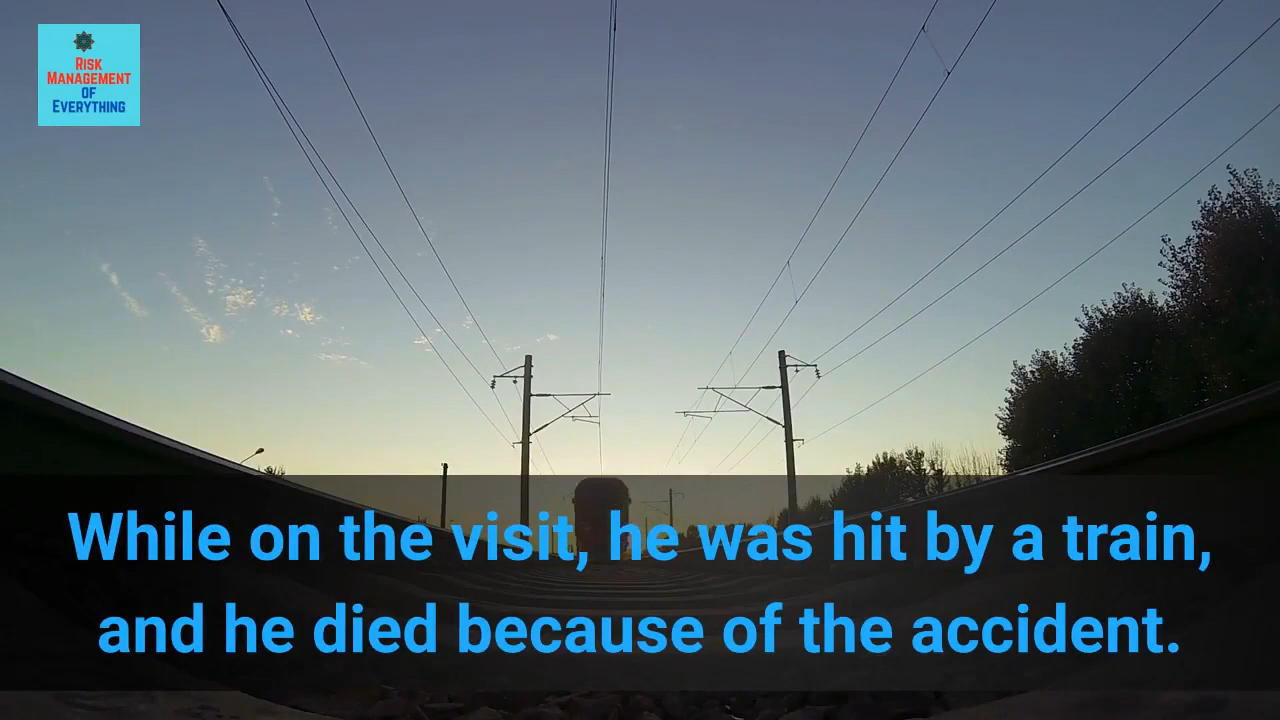 Risk
Management
of
Everything
While on the visit, he was hit by a train,
and he died because of the accident.